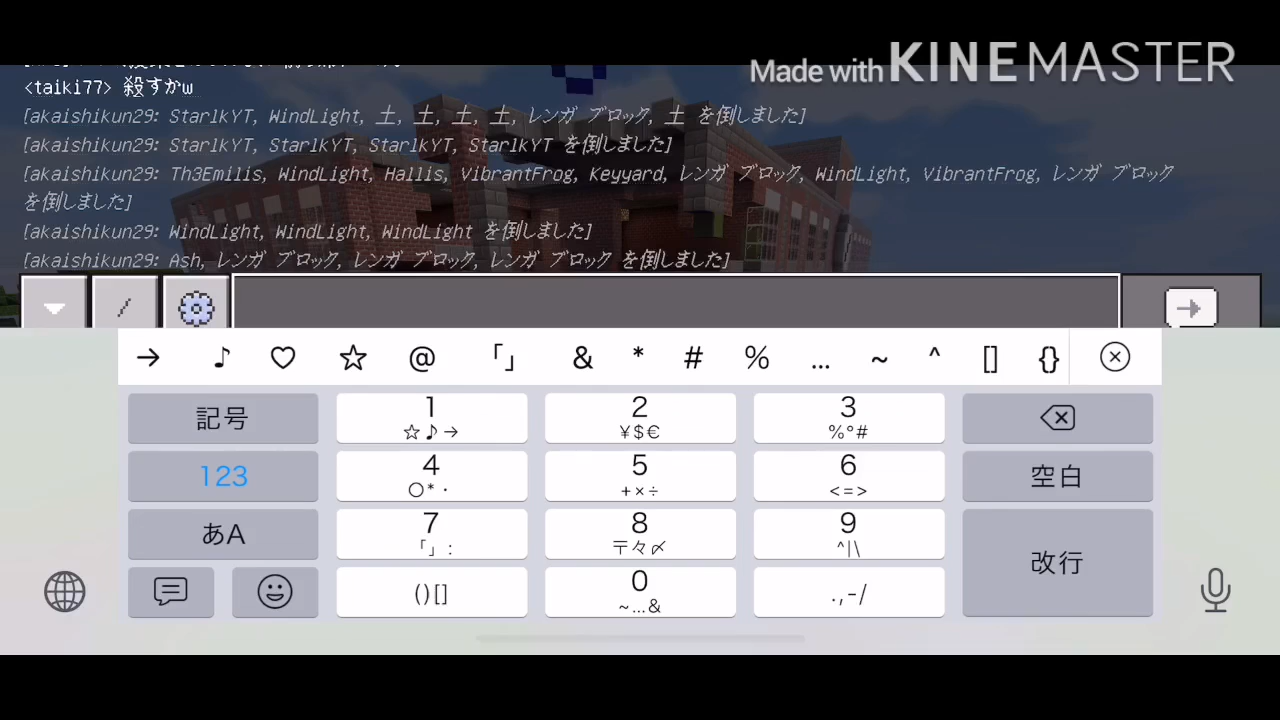 Made with KINEMASTER
<taiki77> 殺すかw
[akaishikun29: Star1kYT, WindLight, 土, 土, 土, 土, レンガ ブロック, 土 を倒しました]
[akaishikun29: Star1kYT, Star1kYT, Star1kYT, Star1kYT を倒しました]
[akaishikun29: Th3Emilis, WindLight, Hallis, VibrantFrog, Keyyard, レンガ ブロック, WindLight, VibrantFrog, レンガ ブロック
を倒しました]
[akaishikun29: WindLight, WindLight, WindLight を倒しました]
[akaishikun29: Ash, レンガ ブロック, レンガ ブロック, レンガ ブロック を倒しました]
/
→ ♪ ♡ ☆ @ 「」 & * # % … ~ ^ [] {}
記号 1 2 3
☆♪→ ¥$€ %°#
123 4 5 6 空白
○*・ +×÷ <=>
あA 7 8 9
「」: 〒々〆 ^|\
改行
()[] 0 .,-/
~…&